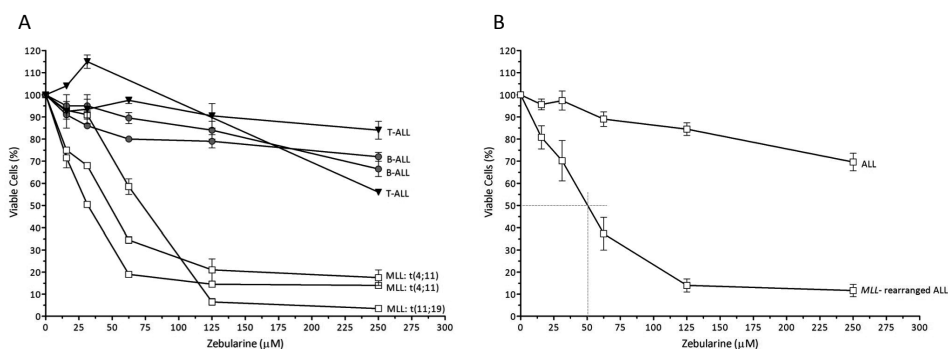 A
120
110
100
90
80
70
60
50
40
30
20
10
0
Viable Cells (%)
0 25 50 75 100 125 150 175 200 225 250 275 300
Zebularine (μM)
T-ALL
B-ALL
B-ALL
T-ALL
MLL: t(4;11)
MLL: t(4;11)
MLL: t(11;19)
B
120
110
100
90
80
70
60
50
40
30
20
10
0
Viable Cells (%)
0 25 50 75 100 125 150 175 200 225 250 275 300
Zebularine (μM)
ALL
MLL- rearranged ALL